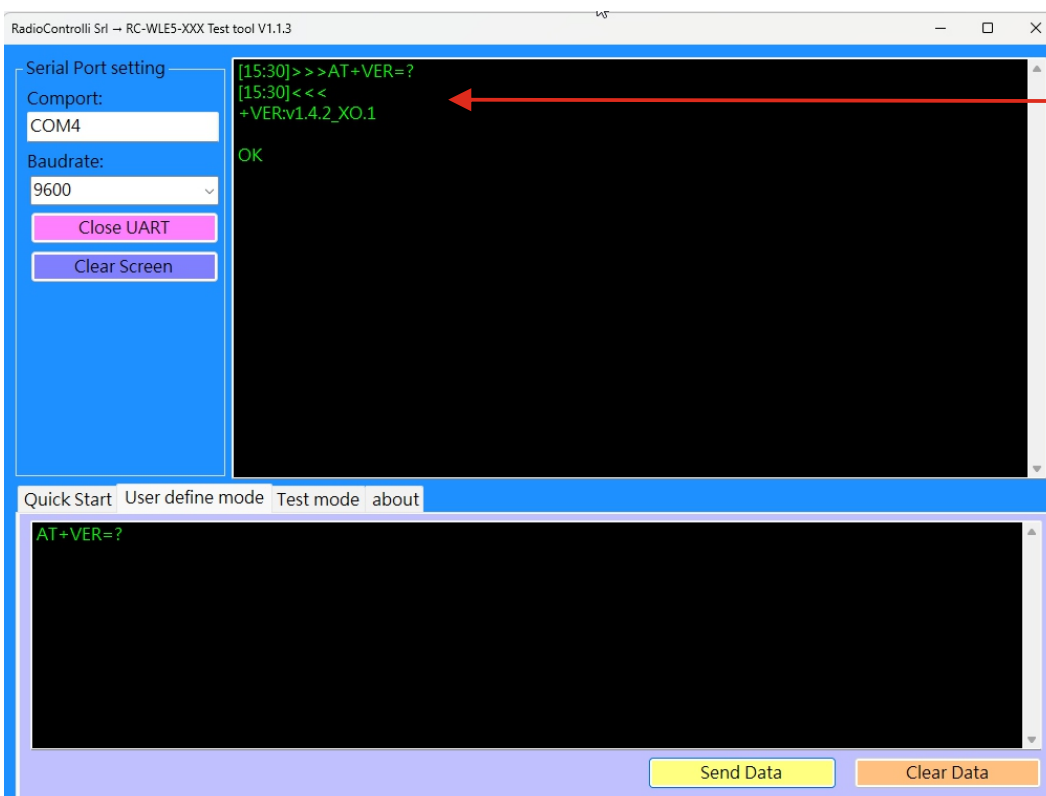 RadioControlli Srl → RC-WLE5-XXX Test tool V1.1.3
Serial Port setting
Comport:
COM4
Baudrate:
9600
Close UART
Clear Screen
[15:30]>>>AT+VER=?
[15:30]<<<
+VER:v1.4.2_XO.1
OK
Quick Start User define mode Test mode about
AT+VER=?
Send Data Clear Data